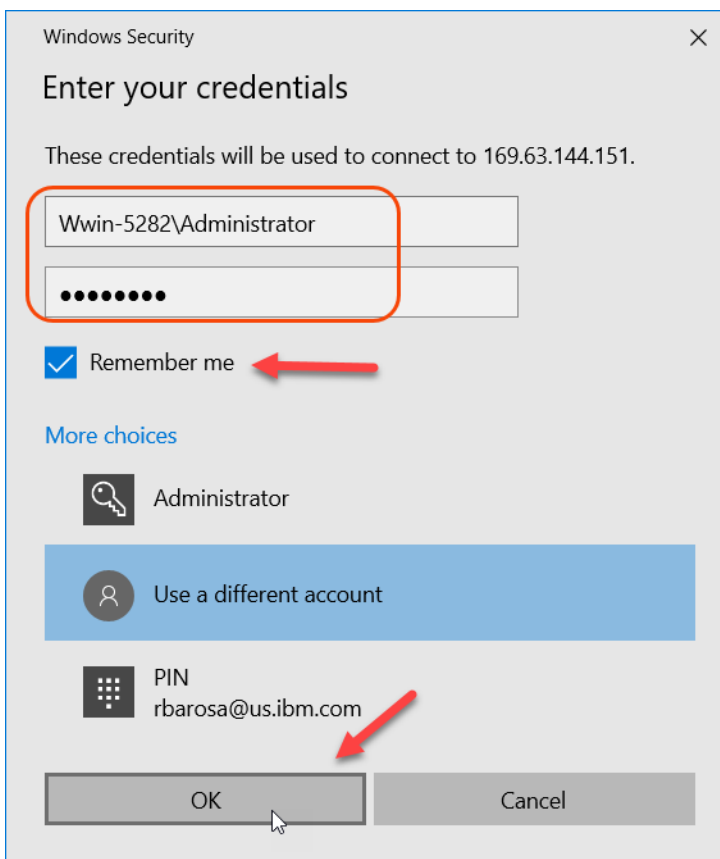 Windows Security
Enter your credentials
These credentials will be used to connect to 169.63.144.151.
Wwin-5282\Administrator
●●●●●●●●
Remember me
More choices
Administrator
Use a different account
PIN
rbarosa@us.ibm.com
OK
Cancel